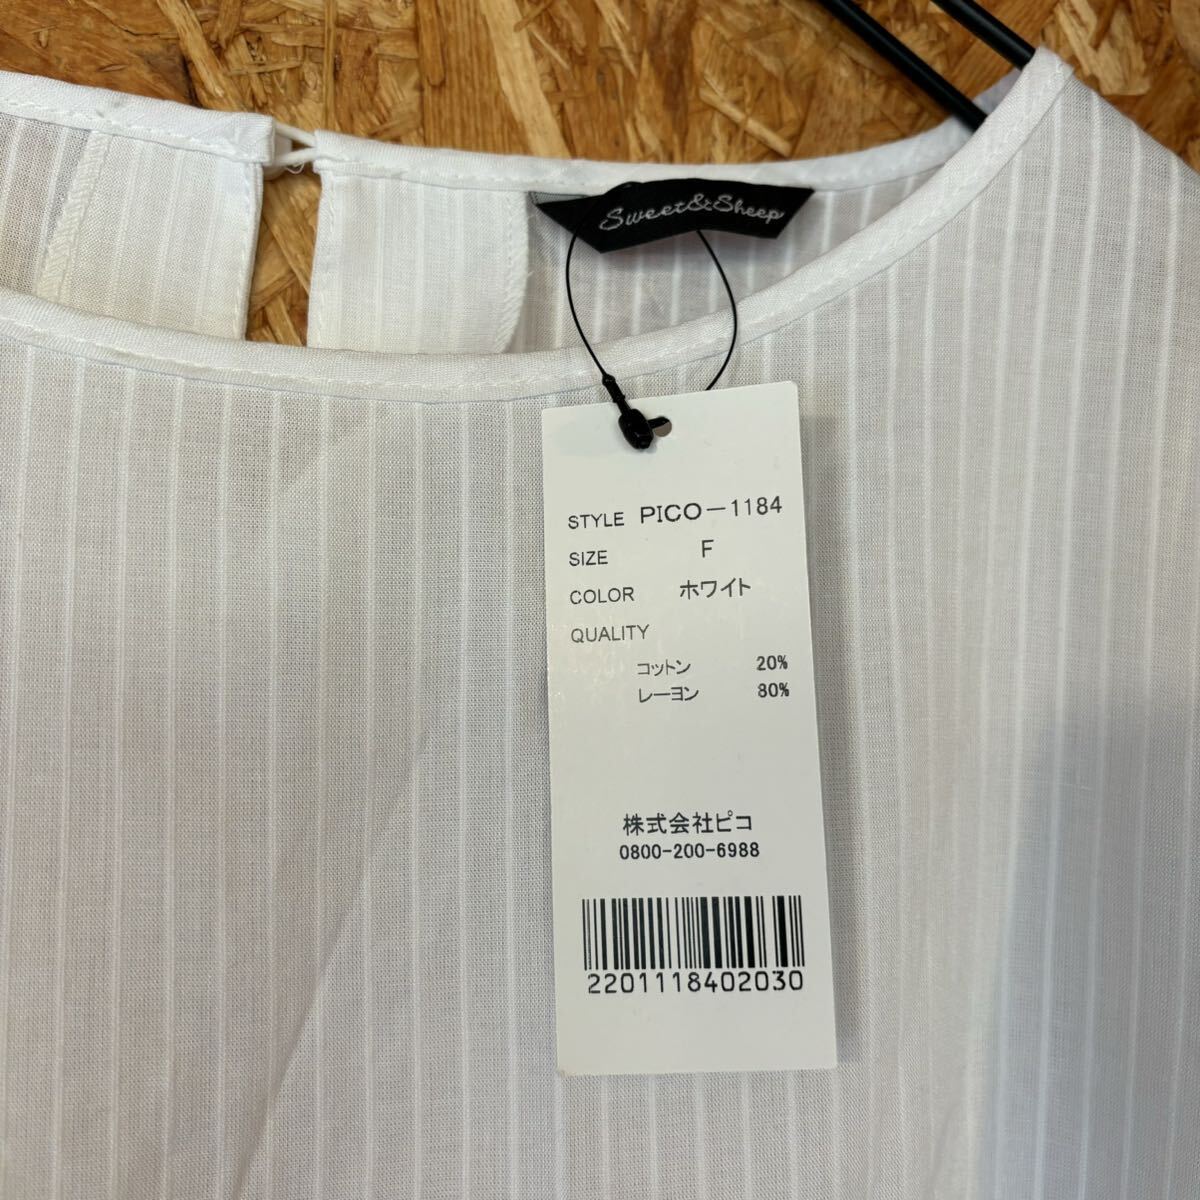 Sweet&Sheep
STYLE PICO-1184
SIZE F
COLOR ホワイト
QUALITY
コットン 20%
レーヨン 80%
株式会社ピコ
0800-200-6988
2201118402030